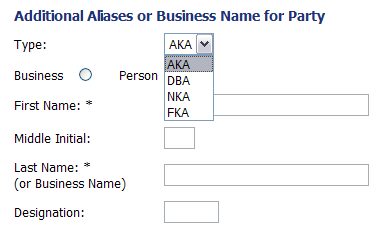 Additional Aliases or Business Name for Party
Type: AKA
Business Person AKA
DBA
NKA
FKA
First Name: *
Middle Initial:
Last Name: *
(or Business Name)
Designation: